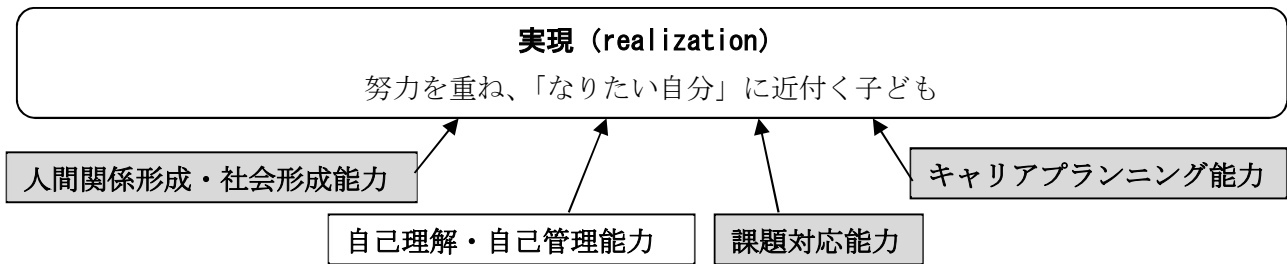 実現 (realization)
努力を重ね、「なりたい自分」に近付く子ども
人間関係形成・社会形成能力
キャリアプランニング能力
自己理解・自己管理能力
課題対応能力